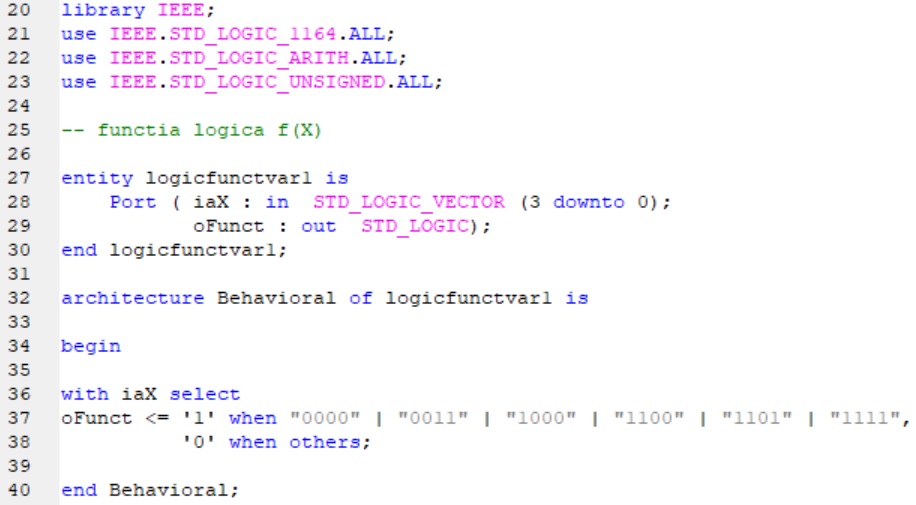 20 library IEEE;
21 use IEEE.STD_LOGIC_1164.ALL;
22 use IEEE.STD_LOGIC_ARITH.ALL;
23 use IEEE.STD_LOGIC_UNSIGNED.ALL;
24
25 -- functia logica f(X)
26
27 entity logicfunctvar1 is
28     Port ( iaX : in  STD_LOGIC_VECTOR (3 downto 0);
29            oFunct : out  STD_LOGIC);
30 end logicfunctvar1;
31
32 architecture Behavioral of logicfunctvar1 is
33
34 begin
35
36 with iaX select
37 oFunct <= '1' when "0000" | "0011" | "1000" | "1100" | "1101" | "1111",
38           '0' when others;
39
40 end Behavioral;